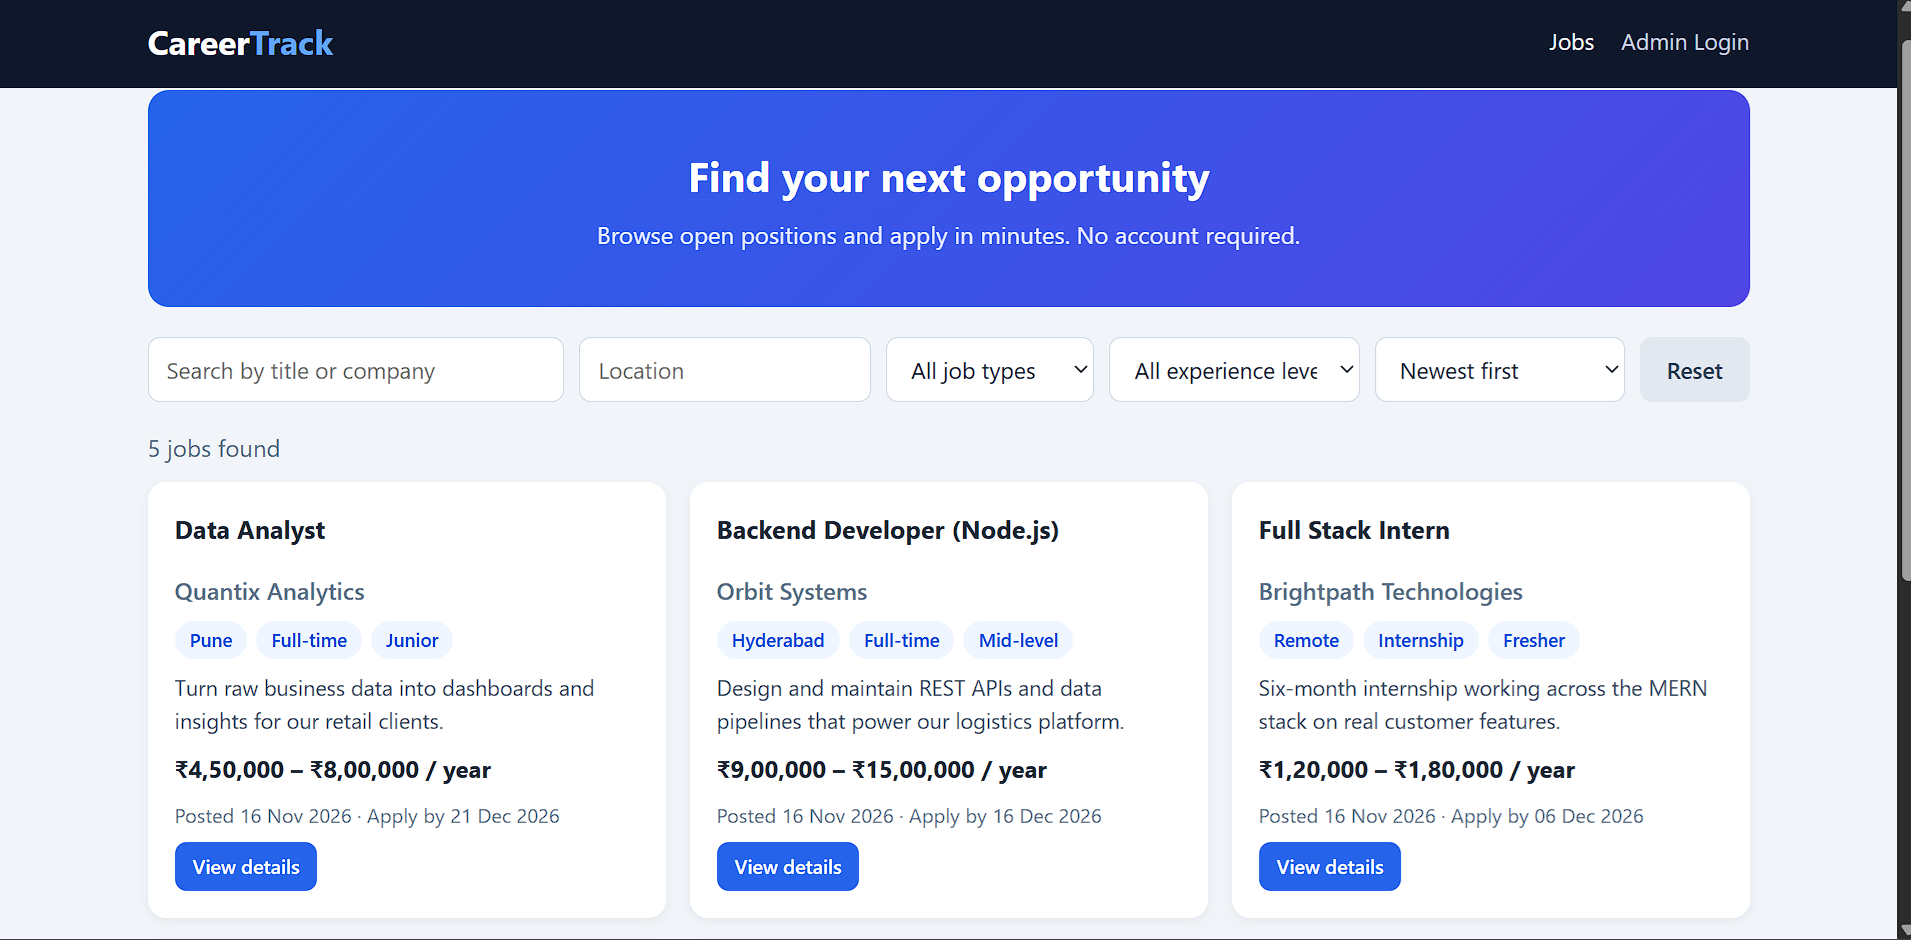 CareerTrack
Jobs
Admin Login
Find your next opportunity
Browse open positions and apply in minutes. No account required.
Search by title or company
Location
All job types
All experience leve
Newest first
Reset
5 jobs found
Data Analyst
Quantix Analytics
Pune
Full-time
Junior
Turn raw business data into dashboards and
insights for our retail clients.
₹4,50,000 – ₹8,00,000 / year
Posted 16 Nov 2026 · Apply by 21 Dec 2026
View details
Backend Developer (Node.js)
Orbit Systems
Hyderabad
Full-time
Mid-level
Design and maintain REST APIs and data
pipelines that power our logistics platform.
₹9,00,000 – ₹15,00,000 / year
Posted 16 Nov 2026 · Apply by 16 Dec 2026
View details
Full Stack Intern
Brightpath Technologies
Remote
Internship
Fresher
Six-month internship working across the MERN
stack on real customer features.
₹1,20,000 – ₹1,80,000 / year
Posted 16 Nov 2026 · Apply by 06 Dec 2026
View details